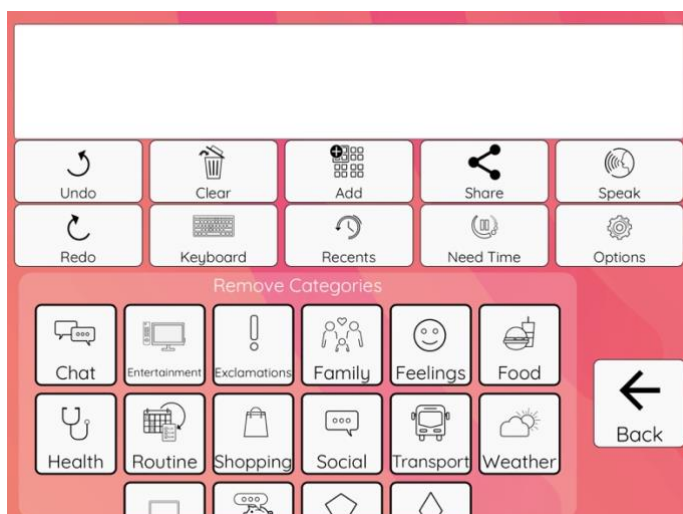 Undo Clear Add Share Speak
Redo Keyboard Recents Need Time Options
Remove Categories
Chat Entertainment Exclamations Family Feelings Food
Back
Health Routine Shopping Social Transport Weather